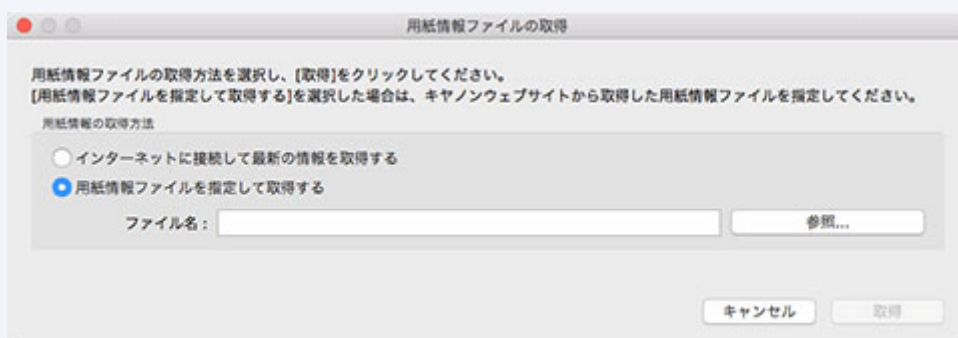 用紙情報ファイルの取得
用紙情報ファイルの取得方法を選択し、[取得]をクリックしてください。
[用紙情報ファイルを指定して取得する]を選択した場合は、キヤノンウェブサイトから取得した用紙情報ファイルを指定してください。
用紙情報の取得方法
インターネットに接続して最新の情報を取得する
用紙情報ファイルを指定して取得する
ファイル名：
参照...
キャンセル
取得